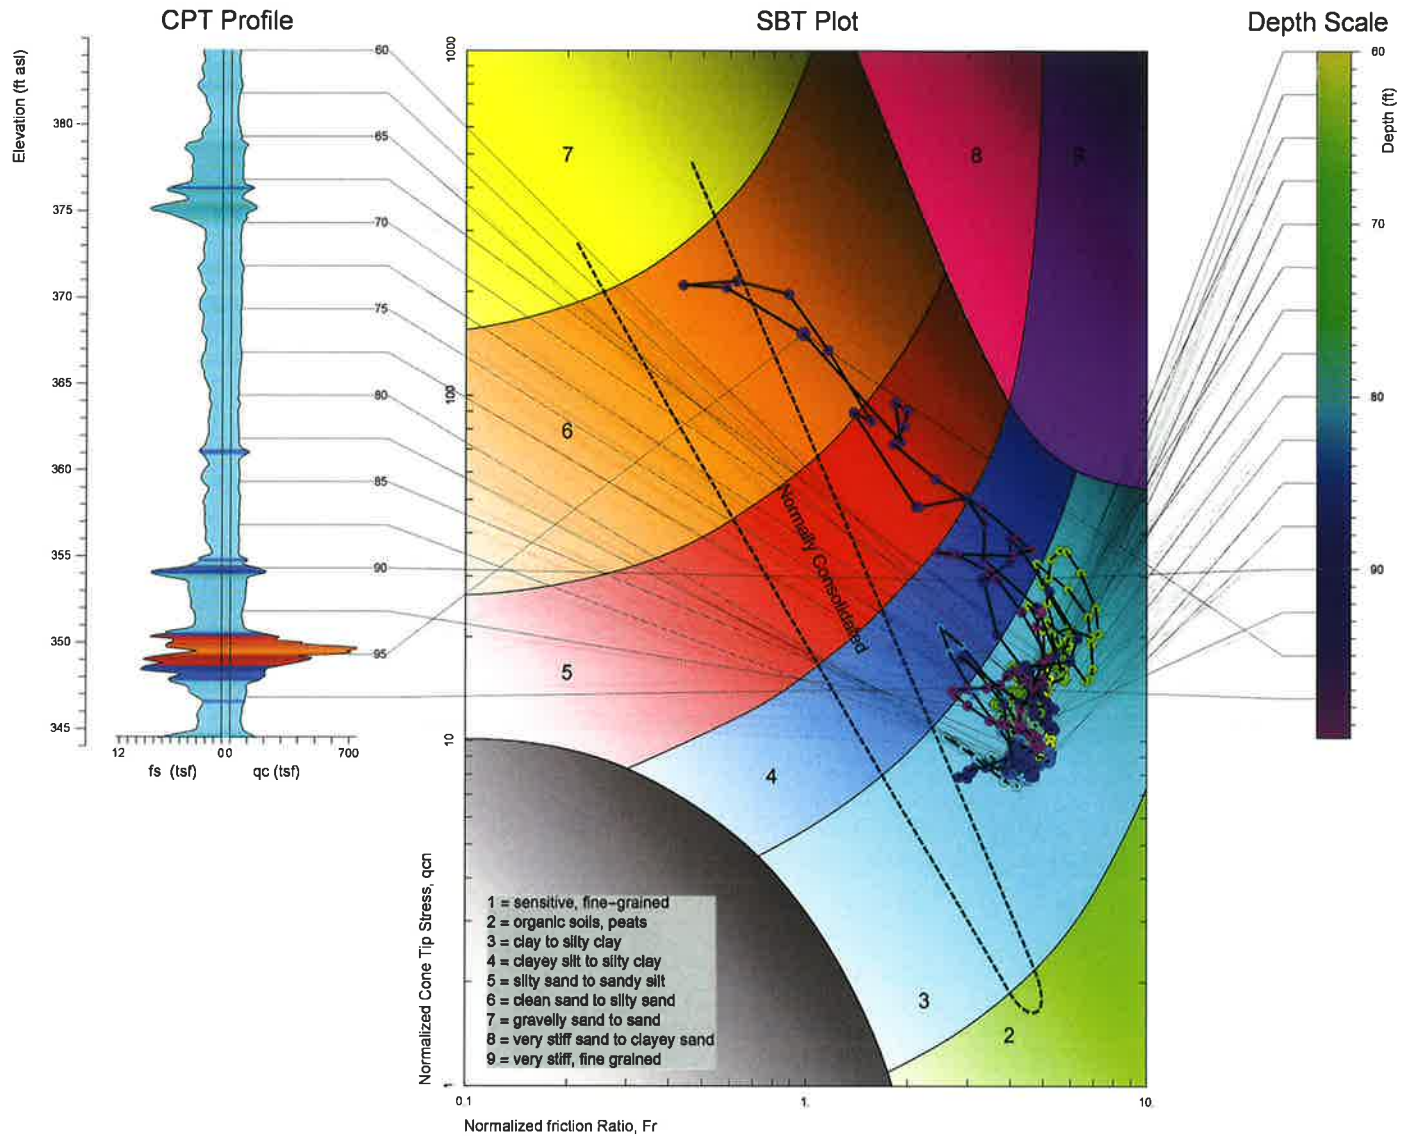 CPT Profile
SBT Plot
Depth Scale
Elevation (ft asl)
380
375
370
365
360
355
350
345
60
65
70
75
80
85
90
95
12
0 0
700
fs (tsf)
qc (tsf)
1000
100
10
1
Normalized Cone Tip Stress, qcn
7
8
9
6
5
4
3
2
Normally Consolidated
1 = sensitive, fine-grained
2 = organic soils, peats
3 = clay to silty clay
4 = clayey silt to silty clay
5 = silty sand to sandy silt
6 = clean sand to silty sand
7 = gravelly sand to sand
8 = very stiff sand to clayey sand
9 = very stiff, fine grained
0.1
1.
10.
Normalized friction Ratio, Fr
60
70
80
90
Depth (ft)